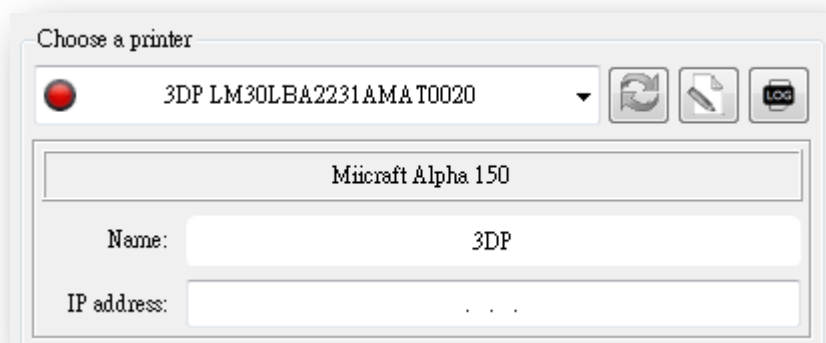 Choose a printer
3DP LM30LBA2231AMAT0020
LOG
Miicraft Alpha 150
Name: 3DP
IP address: . . .